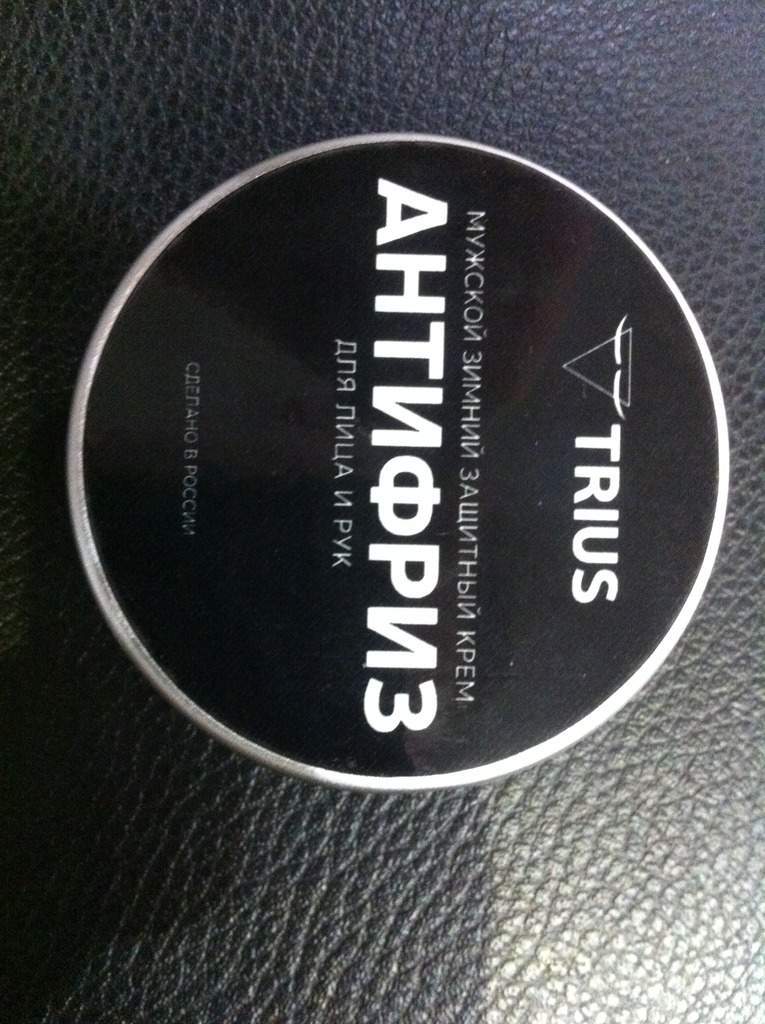 TRIUS
МУЖСКОЙ ЗИМНИЙ ЗАЩИТНЫЙ КРЕМ
АНТИФРИЗ
ДЛЯ ЛИЦА И РУК
СДЕЛАНО В РОССИИ